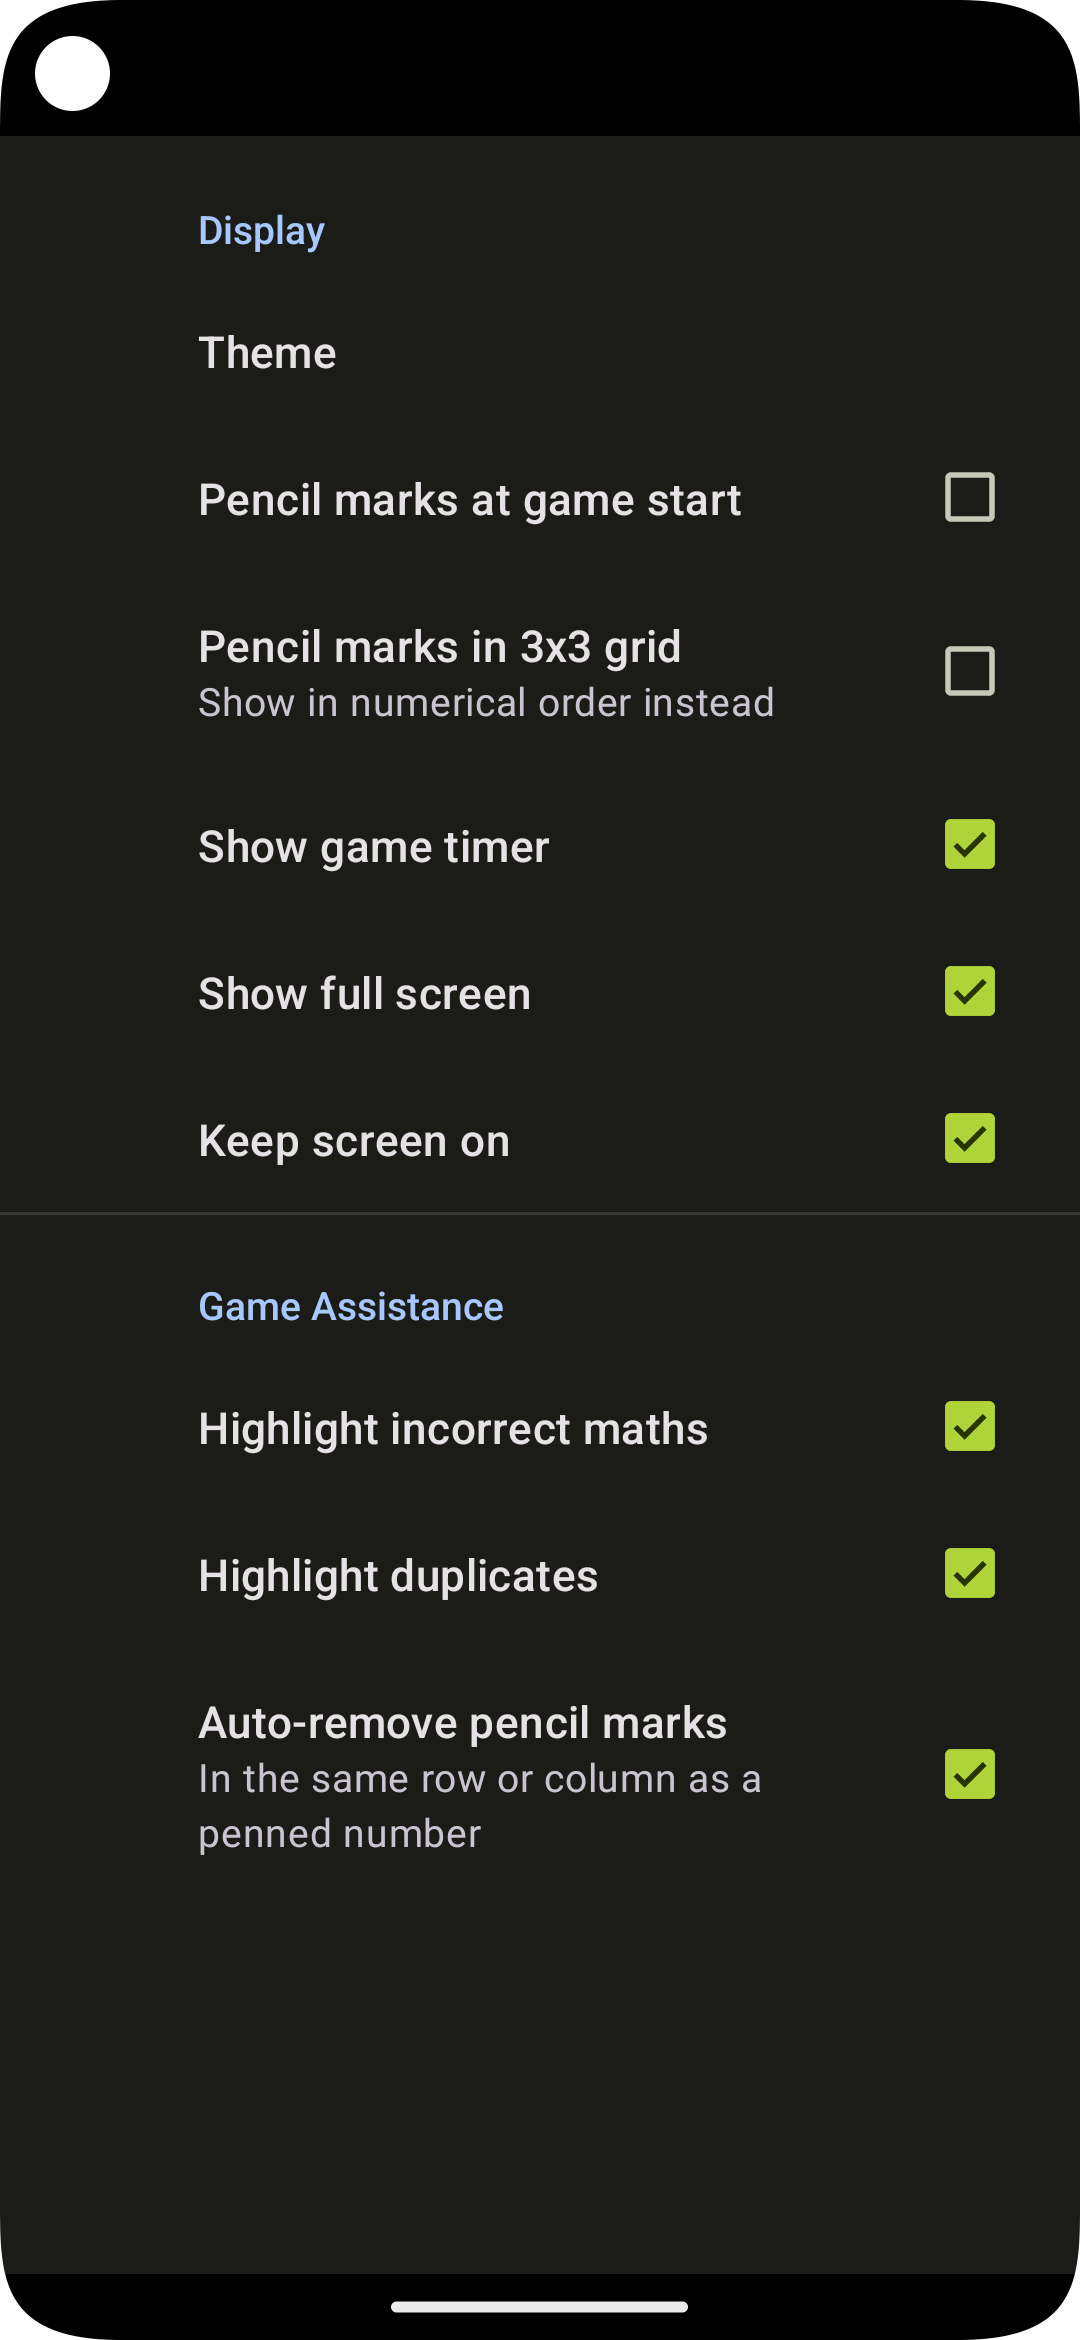 Display
Theme
Pencil marks at game start
Pencil marks in 3x3 grid
Show in numerical order instead
Show game timer
Show full screen
Keep screen on
Game Assistance
Highlight incorrect maths
Highlight duplicates
Auto-remove pencil marks
In the same row or column as a
penned number